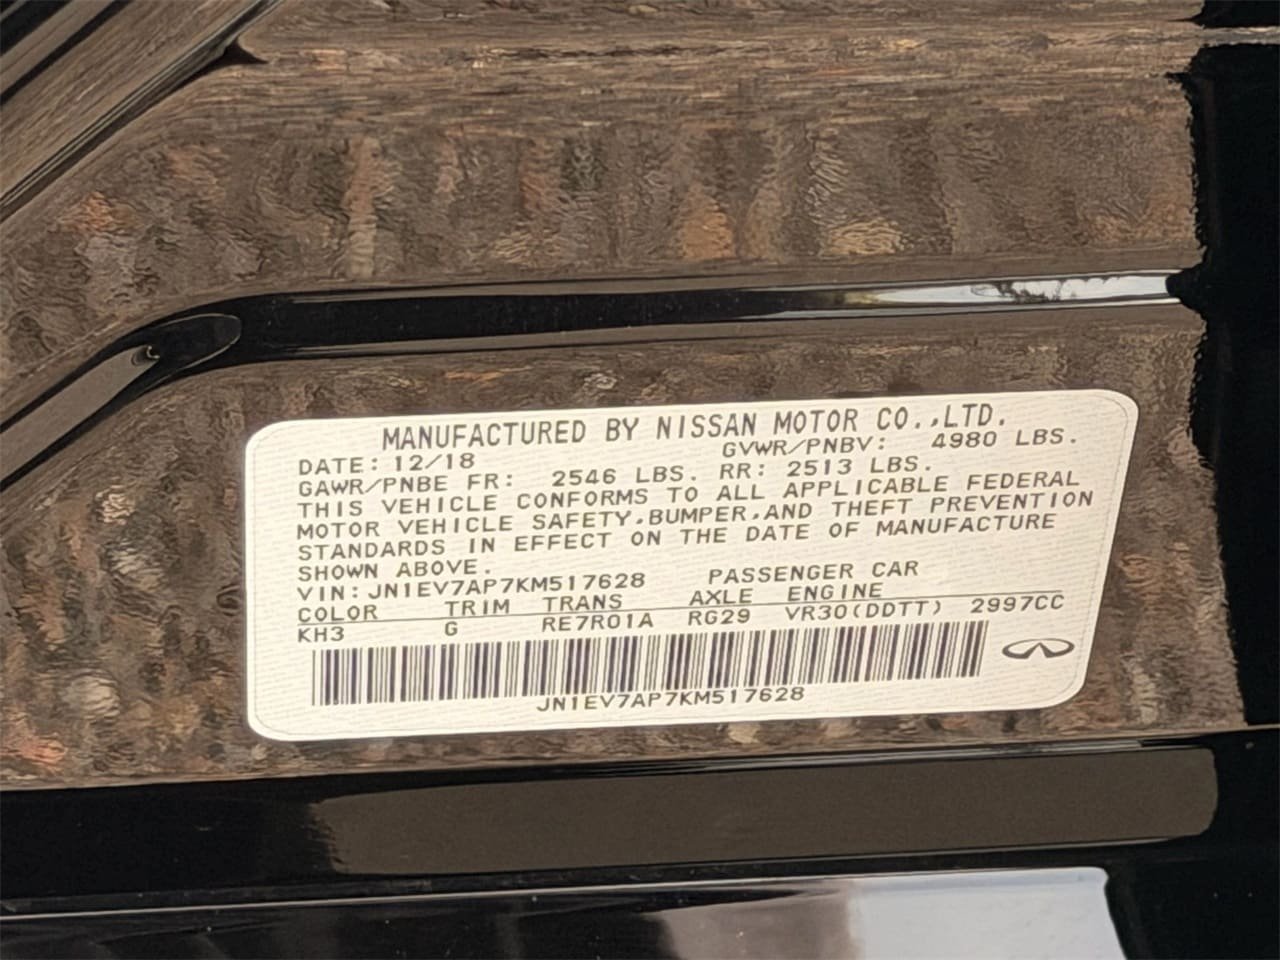 MANUFACTURED BY NISSAN MOTOR CO.,LTD.
DATE: 12/18 GVWR/PNBV: 4980 LBS.
GAWR/PNBE FR: 2546 LBS. RR: 2513 LBS.
THIS VEHICLE CONFORMS TO ALL APPLICABLE FEDERAL
MOTOR VEHICLE SAFETY,BUMPER,AND THEFT PREVENTION
STANDARDS IN EFFECT ON THE DATE OF MANUFACTURE
SHOWN ABOVE.
VIN: JN1EV7AP7KM517628 PASSENGER CAR
COLOR TRIM TRANS AXLE ENGINE
KH3 G RE7R01A RG29 VR30(DDTT) 2997CC
JN1EV7AP7KM517628